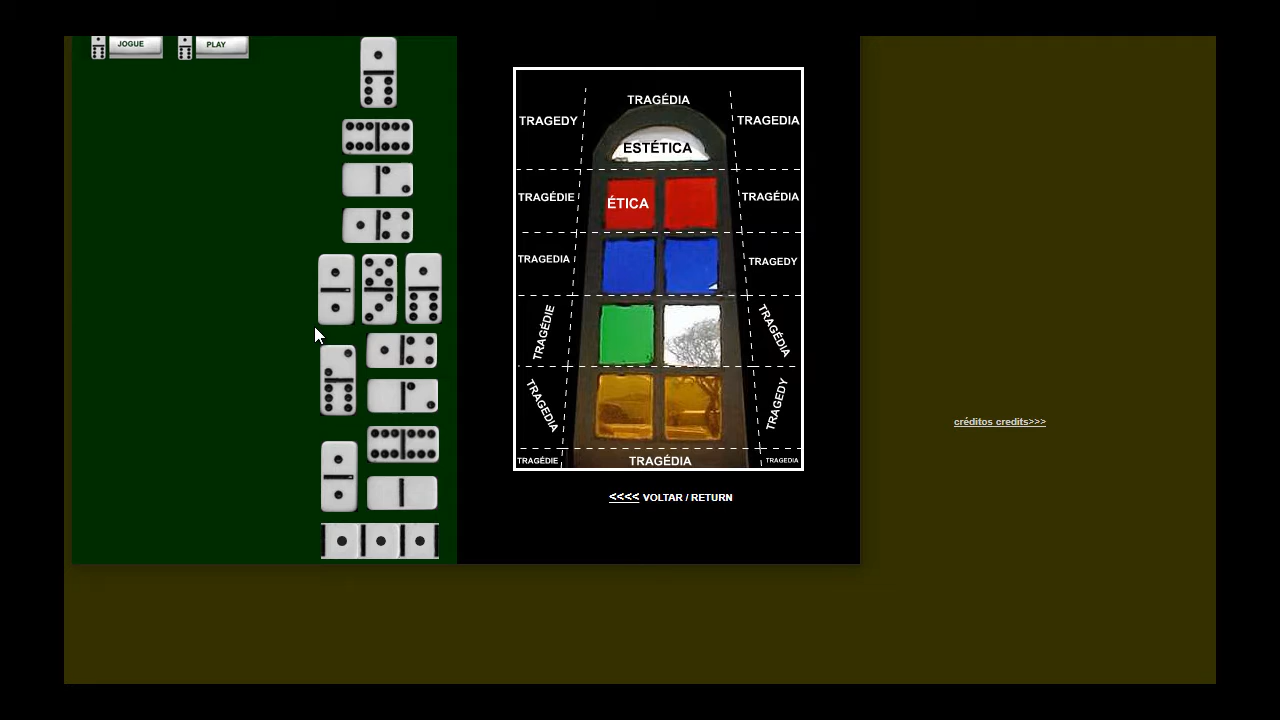 JOGUE
PLAY
TRAGÉDIA
TRAGEDY
TRAGEDIA
ESTÉTICA
TRAGÉDIE
ÉTICA
TRAGÉDIA
TRAGEDIA
TRAGEDY
TRAGÉDIE
TRAGÉDIA
TRAGEDIA
TRAGEDY
TRAGÉDIE
TRAGÉDIA
TRAGEDIA
<<<< VOLTAR / RETURN
créditos credits>>>